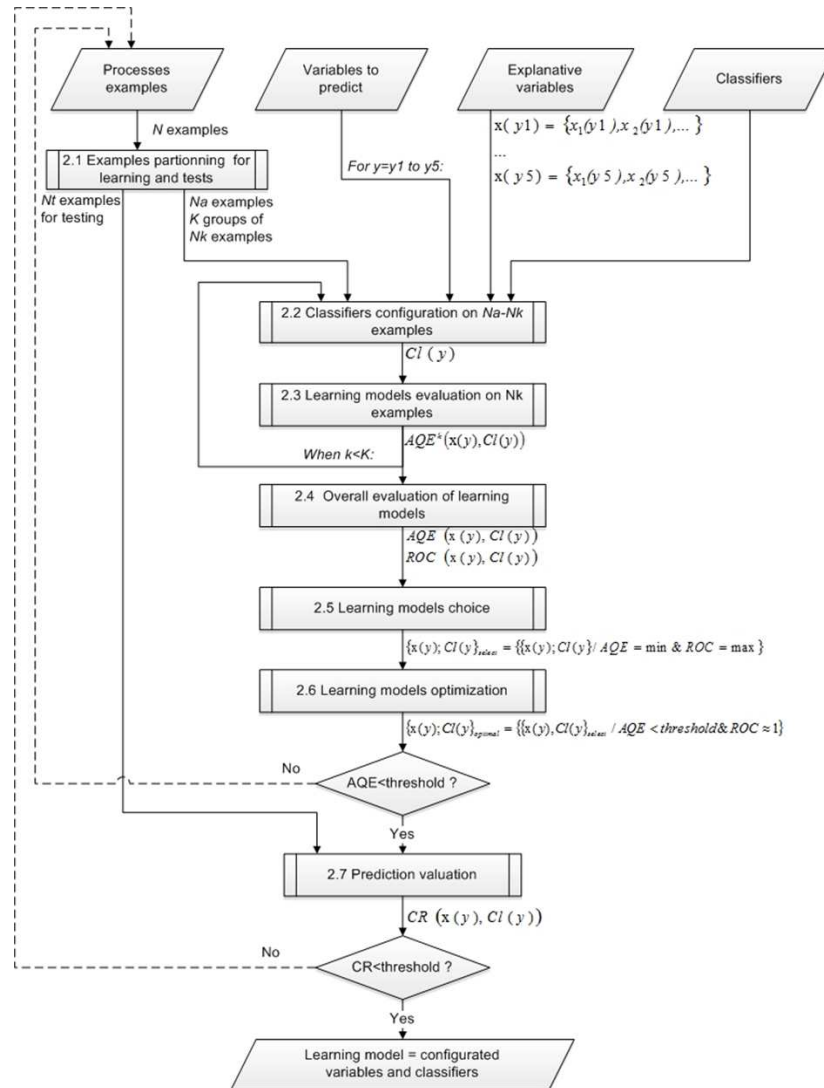 Processes
examples
Variables to
predict
Explanative
variables
Classifiers
N examples
x( y1) = {x₁(y1), x ₂(y1),... }
...
x(y5) = {x₁(y 5), x ₂(y 5),... }
For y=y1 to y5:
2.1 Examples partionning for
learning and tests
Nt examples
for testing
Na examples
K groups of
Nk examples
2.2 Classifiers configuration on Na-Nk
examples
Cl ( y )
2.3 Learning models evaluation on Nk
examples
AQEᵏ(x(y),Cl(y))
When k<K:
2.4 Overall evaluation of learning
models
AQE (x (y), Cl(y))
ROC (x (y), Cl(y))
2.5 Learning models choice
{x(y); Cl(y}select = {{x(y); Cl(y}/ AQE = min & ROC = max }
2.6 Learning models optimization
{x(y); Cl(y}optimal = {{x(y), Cl(y}select / AQE < threshold & ROC ≈ 1}
No
AQE<threshold ?
Yes
2.7 Prediction valuation
CR (x (y), Cl (y))
No
CR<threshold ?
Yes
Learning model = configurated
variables and classifiers